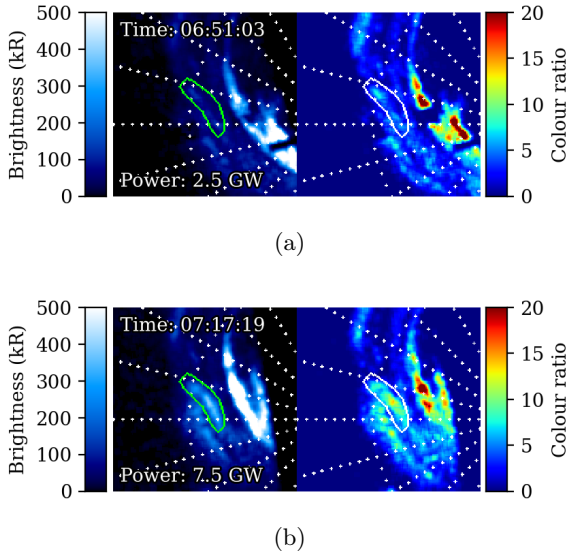 Brightness (kR)
500
400
300
200
100
0
Time: 06:51:03
Power: 2.5 GW
20
15
10
5
0
Colour ratio
(a)
Brightness (kR)
500
400
300
200
100
0
Time: 07:17:19
Power: 7.5 GW
20
15
10
5
0
Colour ratio
(b)